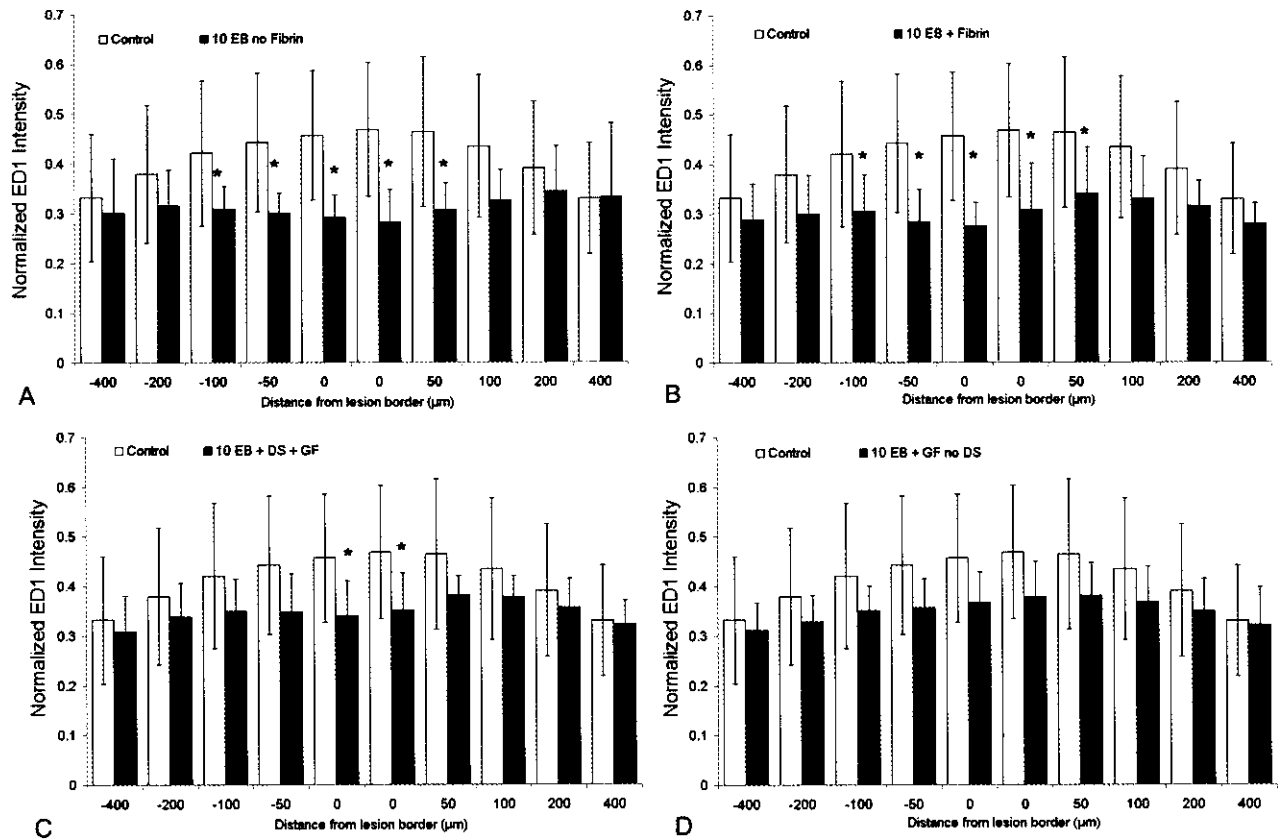 0.7
Control 10 EB no Fibrin
0.6
0.5
0.4
0.3
0.2
0.1
0
Normalized ED1 Intensity
* * * * *
-400 -200 -100 -50 0 0 50 100 200 400
Distance from lesion border (µm)
A
0.7
Control 10 EB + Fibrin
0.6
0.5
0.4
0.3
0.2
0.1
0
Normalized ED1 Intensity
* * * * *
-400 -200 -100 -50 0 0 50 100 200 400
Distance from lesion border (µm)
B
0.7
Control 10 EB + DS + GF
0.6
0.5
0.4
0.3
0.2
0.1
0
Normalized ED1 Intensity
* *
-400 -200 -100 -50 0 0 50 100 200 400
Distance from lesion border (µm)
C
0.7
Control 10 EB + GF no DS
0.6
0.5
0.4
0.3
0.2
0.1
0
Normalized ED1 Intensity
-400 -200 -100 -50 0 0 50 100 200 400
Distance from lesion border (µm)
D